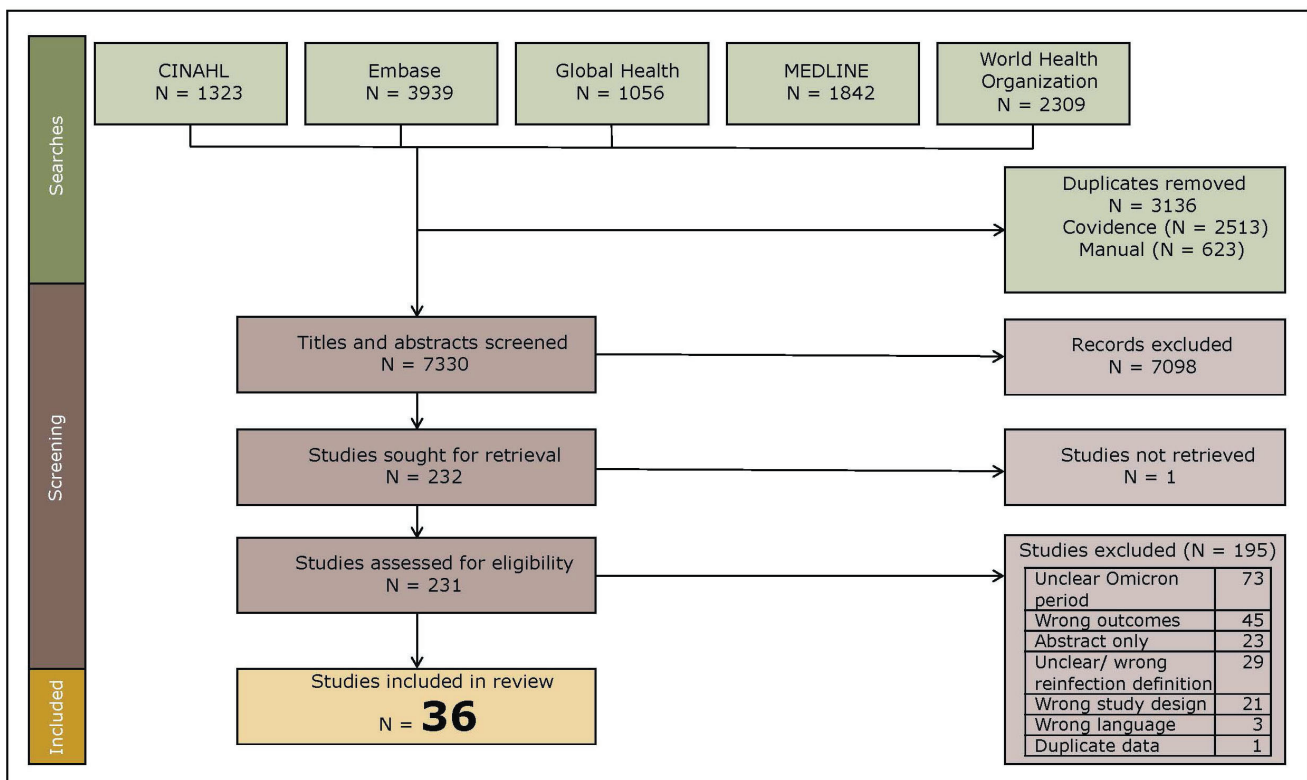 CINAHL
N = 1323
Embase
N = 3939
Global Health
N = 1056
MEDLINE
N = 1842
World Health
Organization
N = 2309
Searches
Duplicates removed
N = 3136
Covidence (N = 2513)
Manual (N = 623)
Screening
Titles and abstracts screened
N = 7330
Records excluded
N = 7098
Studies sought for retrieval
N = 232
Studies not retrieved
N = 1
Studies assessed for eligibility
N = 231
Studies excluded (N = 195)
Unclear Omicron 73
period
Wrong outcomes 45
Abstract only 23
Unclear/ wrong 29
reinfection definition
Wrong study design 21
Wrong language 3
Duplicate data 1
Included
Studies included in review
N = 36